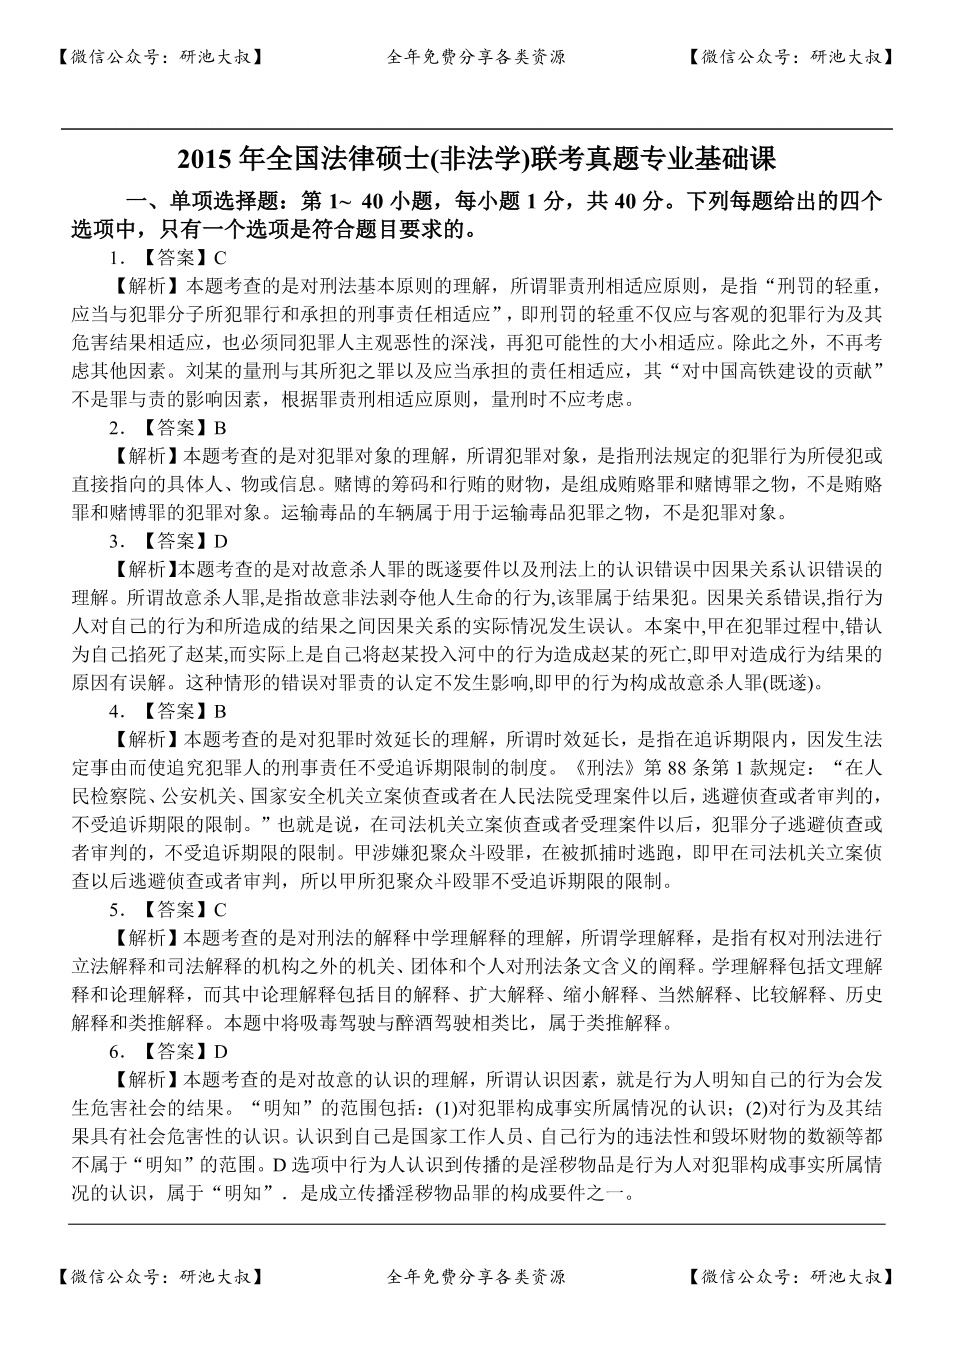 【微信公众号：研池大叔】 全年免费分享各类资源 【微信公众号：研池大叔】
2015 年全国法律硕士(非法学)联考真题专业基础课
一、单项选择题：第 1~ 40 小题，每小题 1 分，共 40 分。下列每题给出的四个
选项中，只有一个选项是符合题目要求的。
1．【答案】C
【解析】本题考查的是对刑法基本原则的理解，所谓罪责刑相适应原则，是指“刑罚的轻重，
应当与犯罪分子所犯罪行和承担的刑事责任相适应”，即刑罚的轻重不仅应与客观的犯罪行为及其
危害结果相适应，也必须同犯罪人主观恶性的深浅，再犯可能性的大小相适应。除此之外，不再考
虑其他因素。刘某的量刑与其所犯之罪以及应当承担的责任相适应，其“对中国高铁建设的贡献”
不是罪与责的影响因素，根据罪责刑相适应原则，量刑时不应考虑。
2．【答案】B
【解析】本题考查的是对犯罪对象的理解，所谓犯罪对象，是指刑法规定的犯罪行为所侵犯或
直接指向的具体人、物或信息。赌博的筹码和行贿的财物，是组成贿赂罪和赌博罪之物，不是贿赂
罪和赌博罪的犯罪对象。运输毒品的车辆属于用于运输毒品犯罪之物，不是犯罪对象。
3．【答案】D
【解析】本题考查的是对故意杀人罪的既遂要件以及刑法上的认识错误中因果关系认识错误的
理解。所谓故意杀人罪,是指故意非法剥夺他人生命的行为,该罪属于结果犯。因果关系错误,指行为
人对自己的行为和所造成的结果之间因果关系的实际情况发生误认。本案中,甲在犯罪过程中,错认
为自己掐死了赵某,而实际上是自己将赵某投入河中的行为造成赵某的死亡,即甲对造成行为结果的
原因有误解。这种情形的错误对罪责的认定不发生影响,即甲的行为构成故意杀人罪(既遂)。
4．【答案】B
【解析】本题考查的是对犯罪时效延长的理解，所谓时效延长，是指在追诉期限内，因发生法
定事由而使追究犯罪人的刑事责任不受追诉期限制的制度。《刑法》第 88 条第 1 款规定：“在人
民检察院、公安机关、国家安全机关立案侦查或者在人民法院受理案件以后，逃避侦查或者审判的，
不受追诉期限的限制。”也就是说，在司法机关立案侦查或者受理案件以后，犯罪分子逃避侦查或
者审判的，不受追诉期限的限制。甲涉嫌犯聚众斗殴罪，在被抓捕时逃跑，即甲在司法机关立案侦
查以后逃避侦查或者审判，所以甲所犯聚众斗殴罪不受追诉期限的限制。
5．【答案】C
【解析】本题考查的是对刑法的解释中学理解释的理解，所谓学理解释，是指有权对刑法进行
立法解释和司法解释的机构之外的机关、团体和个人对刑法条文含义的阐释。学理解释包括文理解
释和论理解释，而其中论理解释包括目的解释、扩大解释、缩小解释、当然解释、比较解释、历史
解释和类推解释。本题中将吸毒驾驶与醉酒驾驶相类比，属于类推解释。
6．【答案】D
【解析】本题考查的是对故意的认识的理解，所谓认识因素，就是行为人明知自己的行为会发
生危害社会的结果。“明知”的范围包括：(1)对犯罪构成事实所属情况的认识；(2)对行为及其结
果具有社会危害性的认识。认识到自己是国家工作人员、自己行为的违法性和毁坏财物的数额等都
不属于“明知”的范围。D 选项中行为人认识到传播的是淫秽物品是行为人对犯罪构成事实所属情
况的认识，属于“明知”．是成立传播淫秽物品罪的构成要件之一。
【微信公众号：研池大叔】 全年免费分享各类资源 【微信公众号：研池大叔】